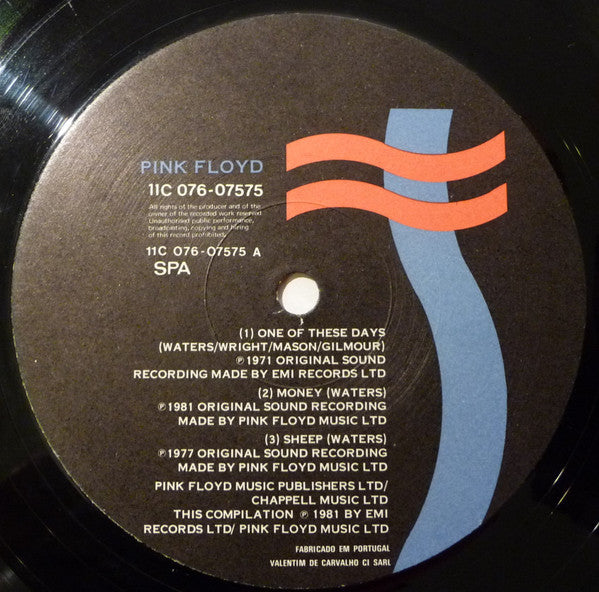 PINK FLOYD
11C 076-07575
All rights of the producer and of the
owner of the recorded work reserved
Unauthorised public performance,
broadcasting, copying and hiring
of this record prohibited.
11C 076-07575 A
SPA
(1) ONE OF THESE DAYS
(WATERS/WRIGHT/MASON/GILMOUR)
℗ 1971 ORIGINAL SOUND
RECORDING MADE BY EMI RECORDS LTD
(2) MONEY (WATERS)
℗1981 ORIGINAL SOUND RECORDING
MADE BY PINK FLOYD MUSIC LTD
(3) SHEEP (WATERS)
℗1977 ORIGINAL SOUND RECORDING
MADE BY PINK FLOYD MUSIC LTD
PINK FLOYD MUSIC PUBLISHERS LTD/
CHAPPELL MUSIC LTD
THIS COMPILATION ℗ 1981 BY EMI
RECORDS LTD/ PINK FLOYD MUSIC LTD
FABRICADO EM PORTUGAL
VALENTIM DE CARVALHO CI SARL